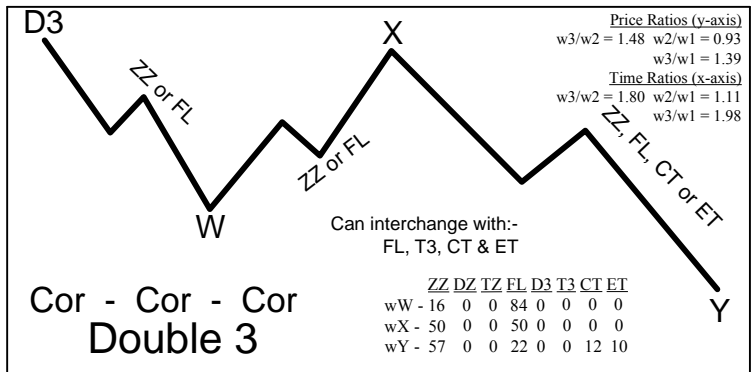 D3
ZZ or FL
W
ZZ or FL
X
Price Ratios (y-axis)
w3/w2 = 1.48 w2/w1 = 0.93
w3/w1 = 1.39
Time Ratios (x-axis)
w3/w2 = 1.80 w2/w1 = 1.11
w3/w1 = 1.98
ZZ, FL, CT or ET
Y
Can interchange with:-
FL, T3, CT & ET
Cor - Cor - Cor
Double 3
ZZ DZ TZ FL D3 T3 CT ET
wW - 16 0 0 84 0 0 0 0
wX - 50 0 0 50 0 0 0 0
wY - 57 0 0 22 0 0 12 10